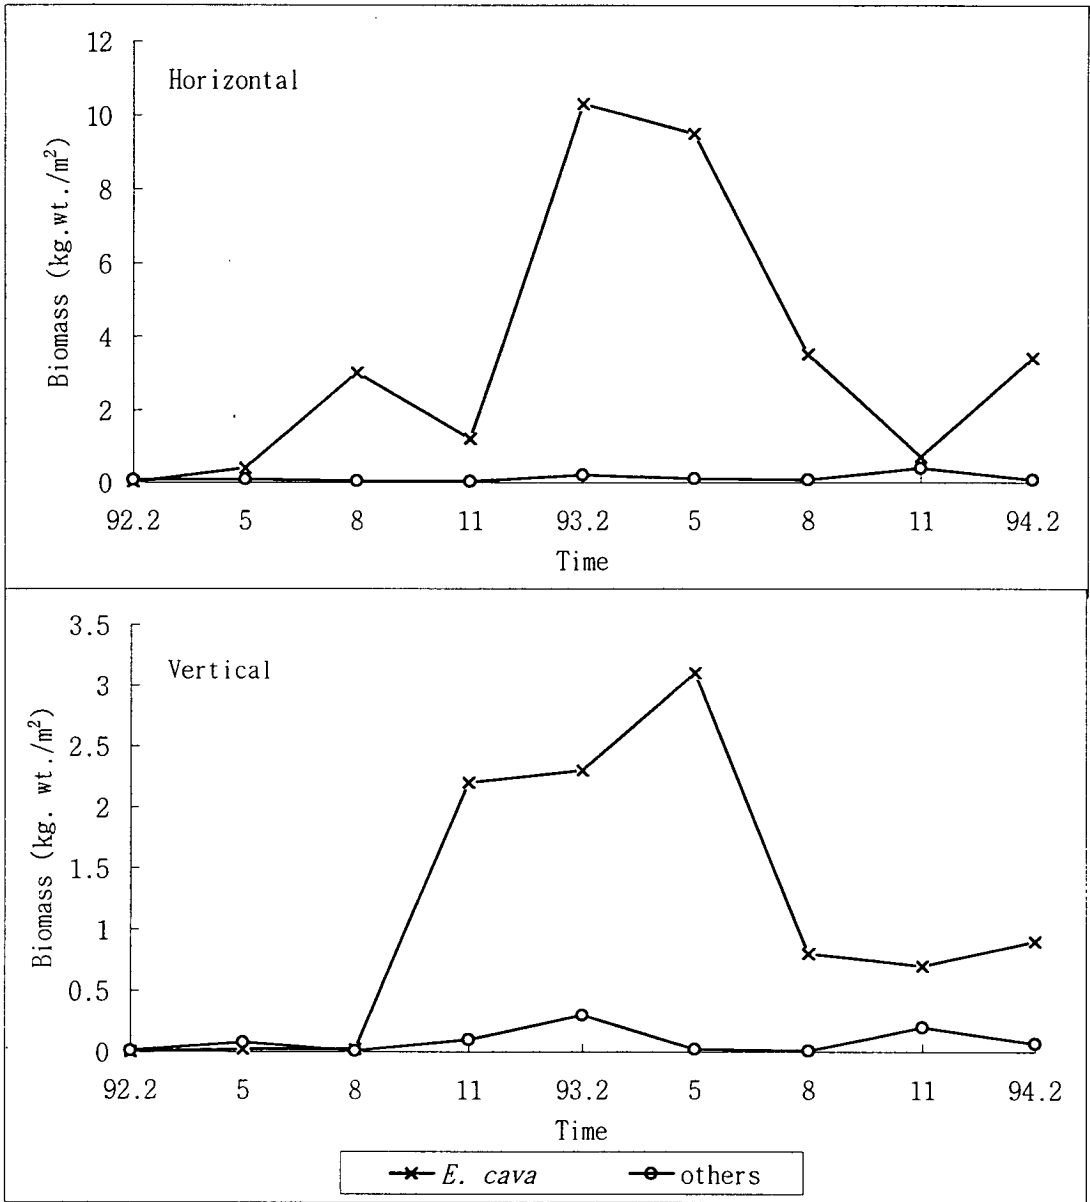 Horizontal
Biomass (kg.wt./m²)
12
10
8
6
4
2
0
92.2 5 8 11 93.2 5 8 11 94.2
Time
Vertical
Biomass (kg. wt./m²)
3.5
3
2.5
2
1.5
1
0.5
0
92.2 5 8 11 93.2 5 8 11 94.2
Time
E. cava others